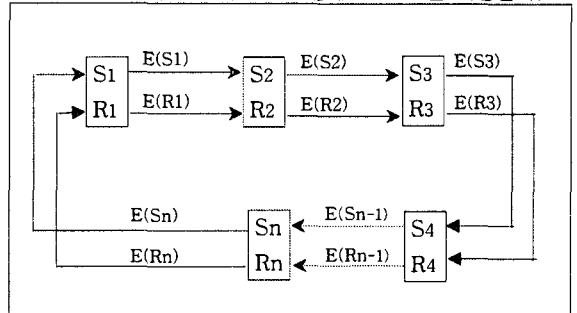 E(S1) E(S2) E(S3)
S1 S2 S3
R1 E(R1) R2 E(R2) R3 E(R3)
E(Sn) E(Sn-1)
Sn S4
E(Rn) Rn E(Rn-1) R4